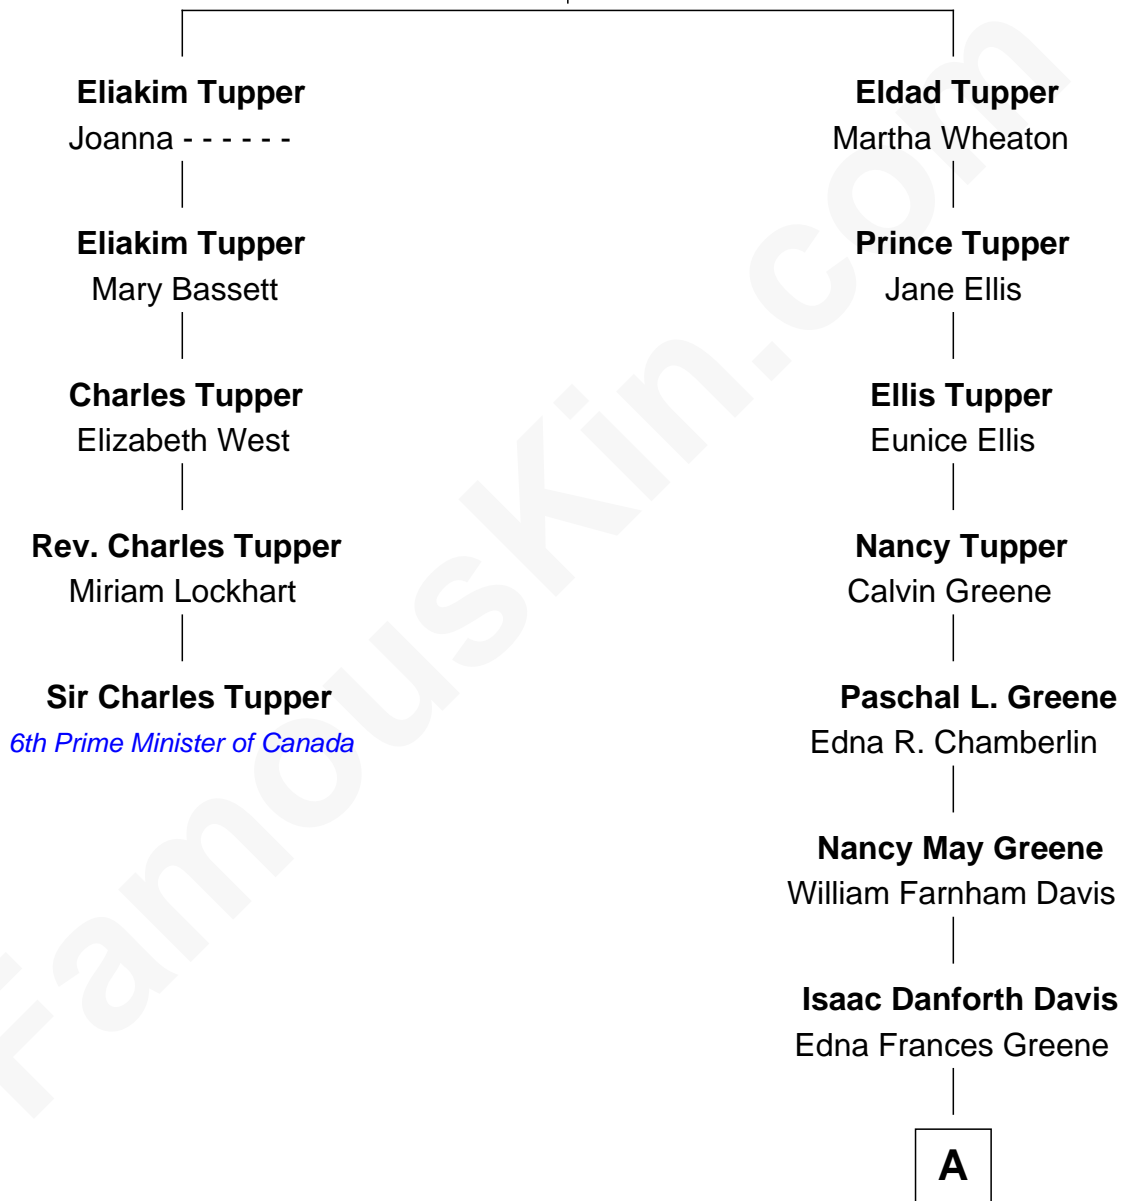 Eliakim Tupper
Joanna - - - - - -
Eliakim Tupper
Mary Bassett
Charles Tupper
Elizabeth West
Rev. Charles Tupper
Miriam Lockhart
Sir Charles Tupper
6th Prime Minister of Canada
Eldad Tupper
Martha Wheaton
Prince Tupper
Jane Ellis
Ellis Tupper
Eunice Ellis
Nancy Tupper
Calvin Greene
Paschal L. Greene
Edna R. Chamberlin
Nancy May Greene
William Farnham Davis
Isaac Danforth Davis
Edna Frances Greene
A
FamousKin.com